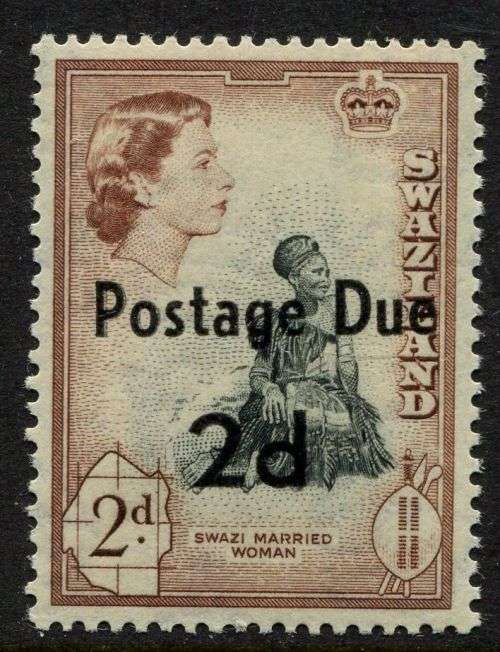 SWAZILAND
Postage Due
2d
2d.
SWAZI MARRIED
WOMAN